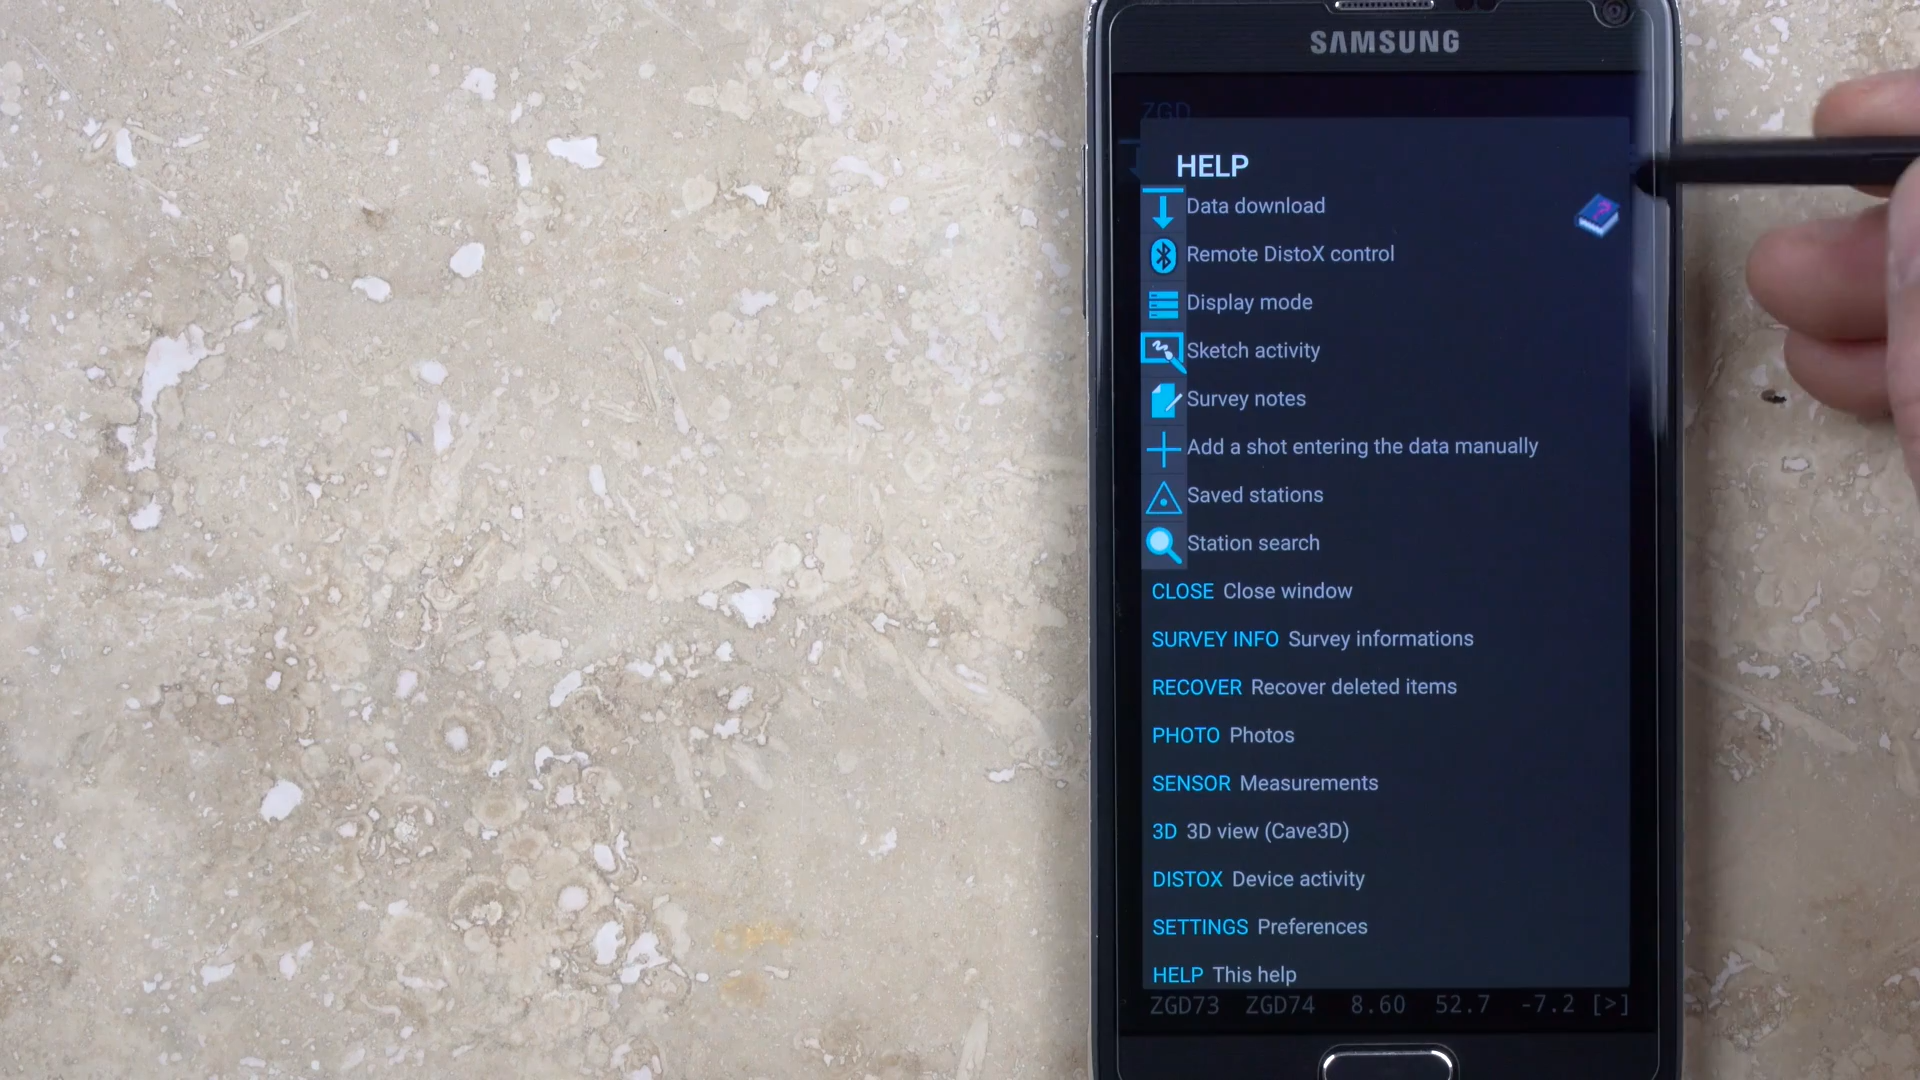 SAMSUNG
ZGD
HELP
Data download
Remote DistoX control
Display mode
Sketch activity
Survey notes
Add a shot entering the data manually
Saved stations
Station search
CLOSE Close window
SURVEY INFO Survey informations
RECOVER Recover deleted items
PHOTO Photos
SENSOR Measurements
3D 3D view (Cave3D)
DISTOX Device activity
SETTINGS Preferences
HELP This help
ZGD73 ZGD74 8.60 52.7 -7.2 [>]